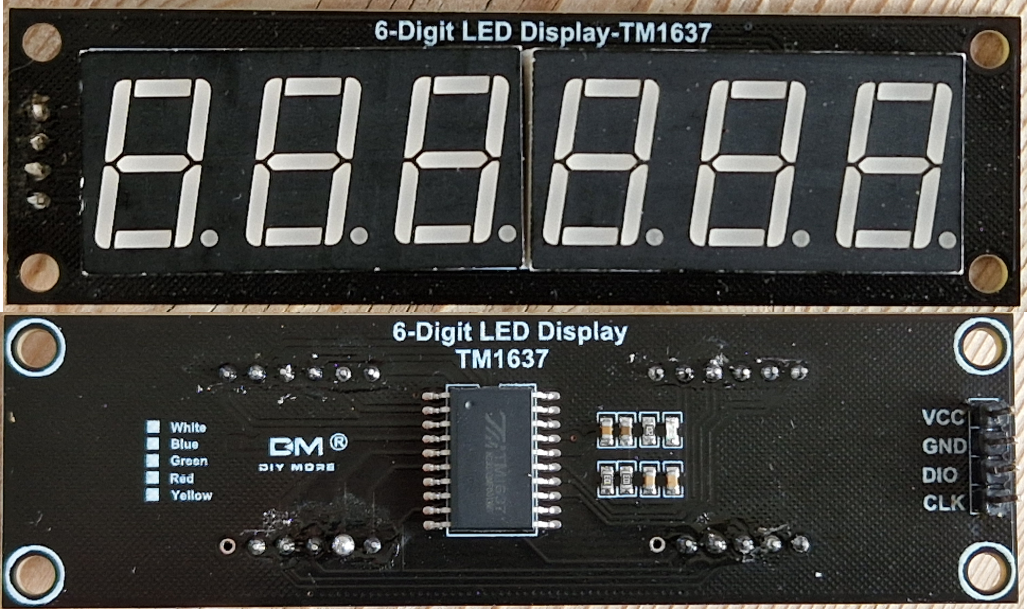 6-Digit LED Display-TM1637
6-Digit LED Display
TM1637
White
Blue
Green
Red
Yellow
DM®
DIY MORE
TM1637
VCC
GND
DIO
CLK